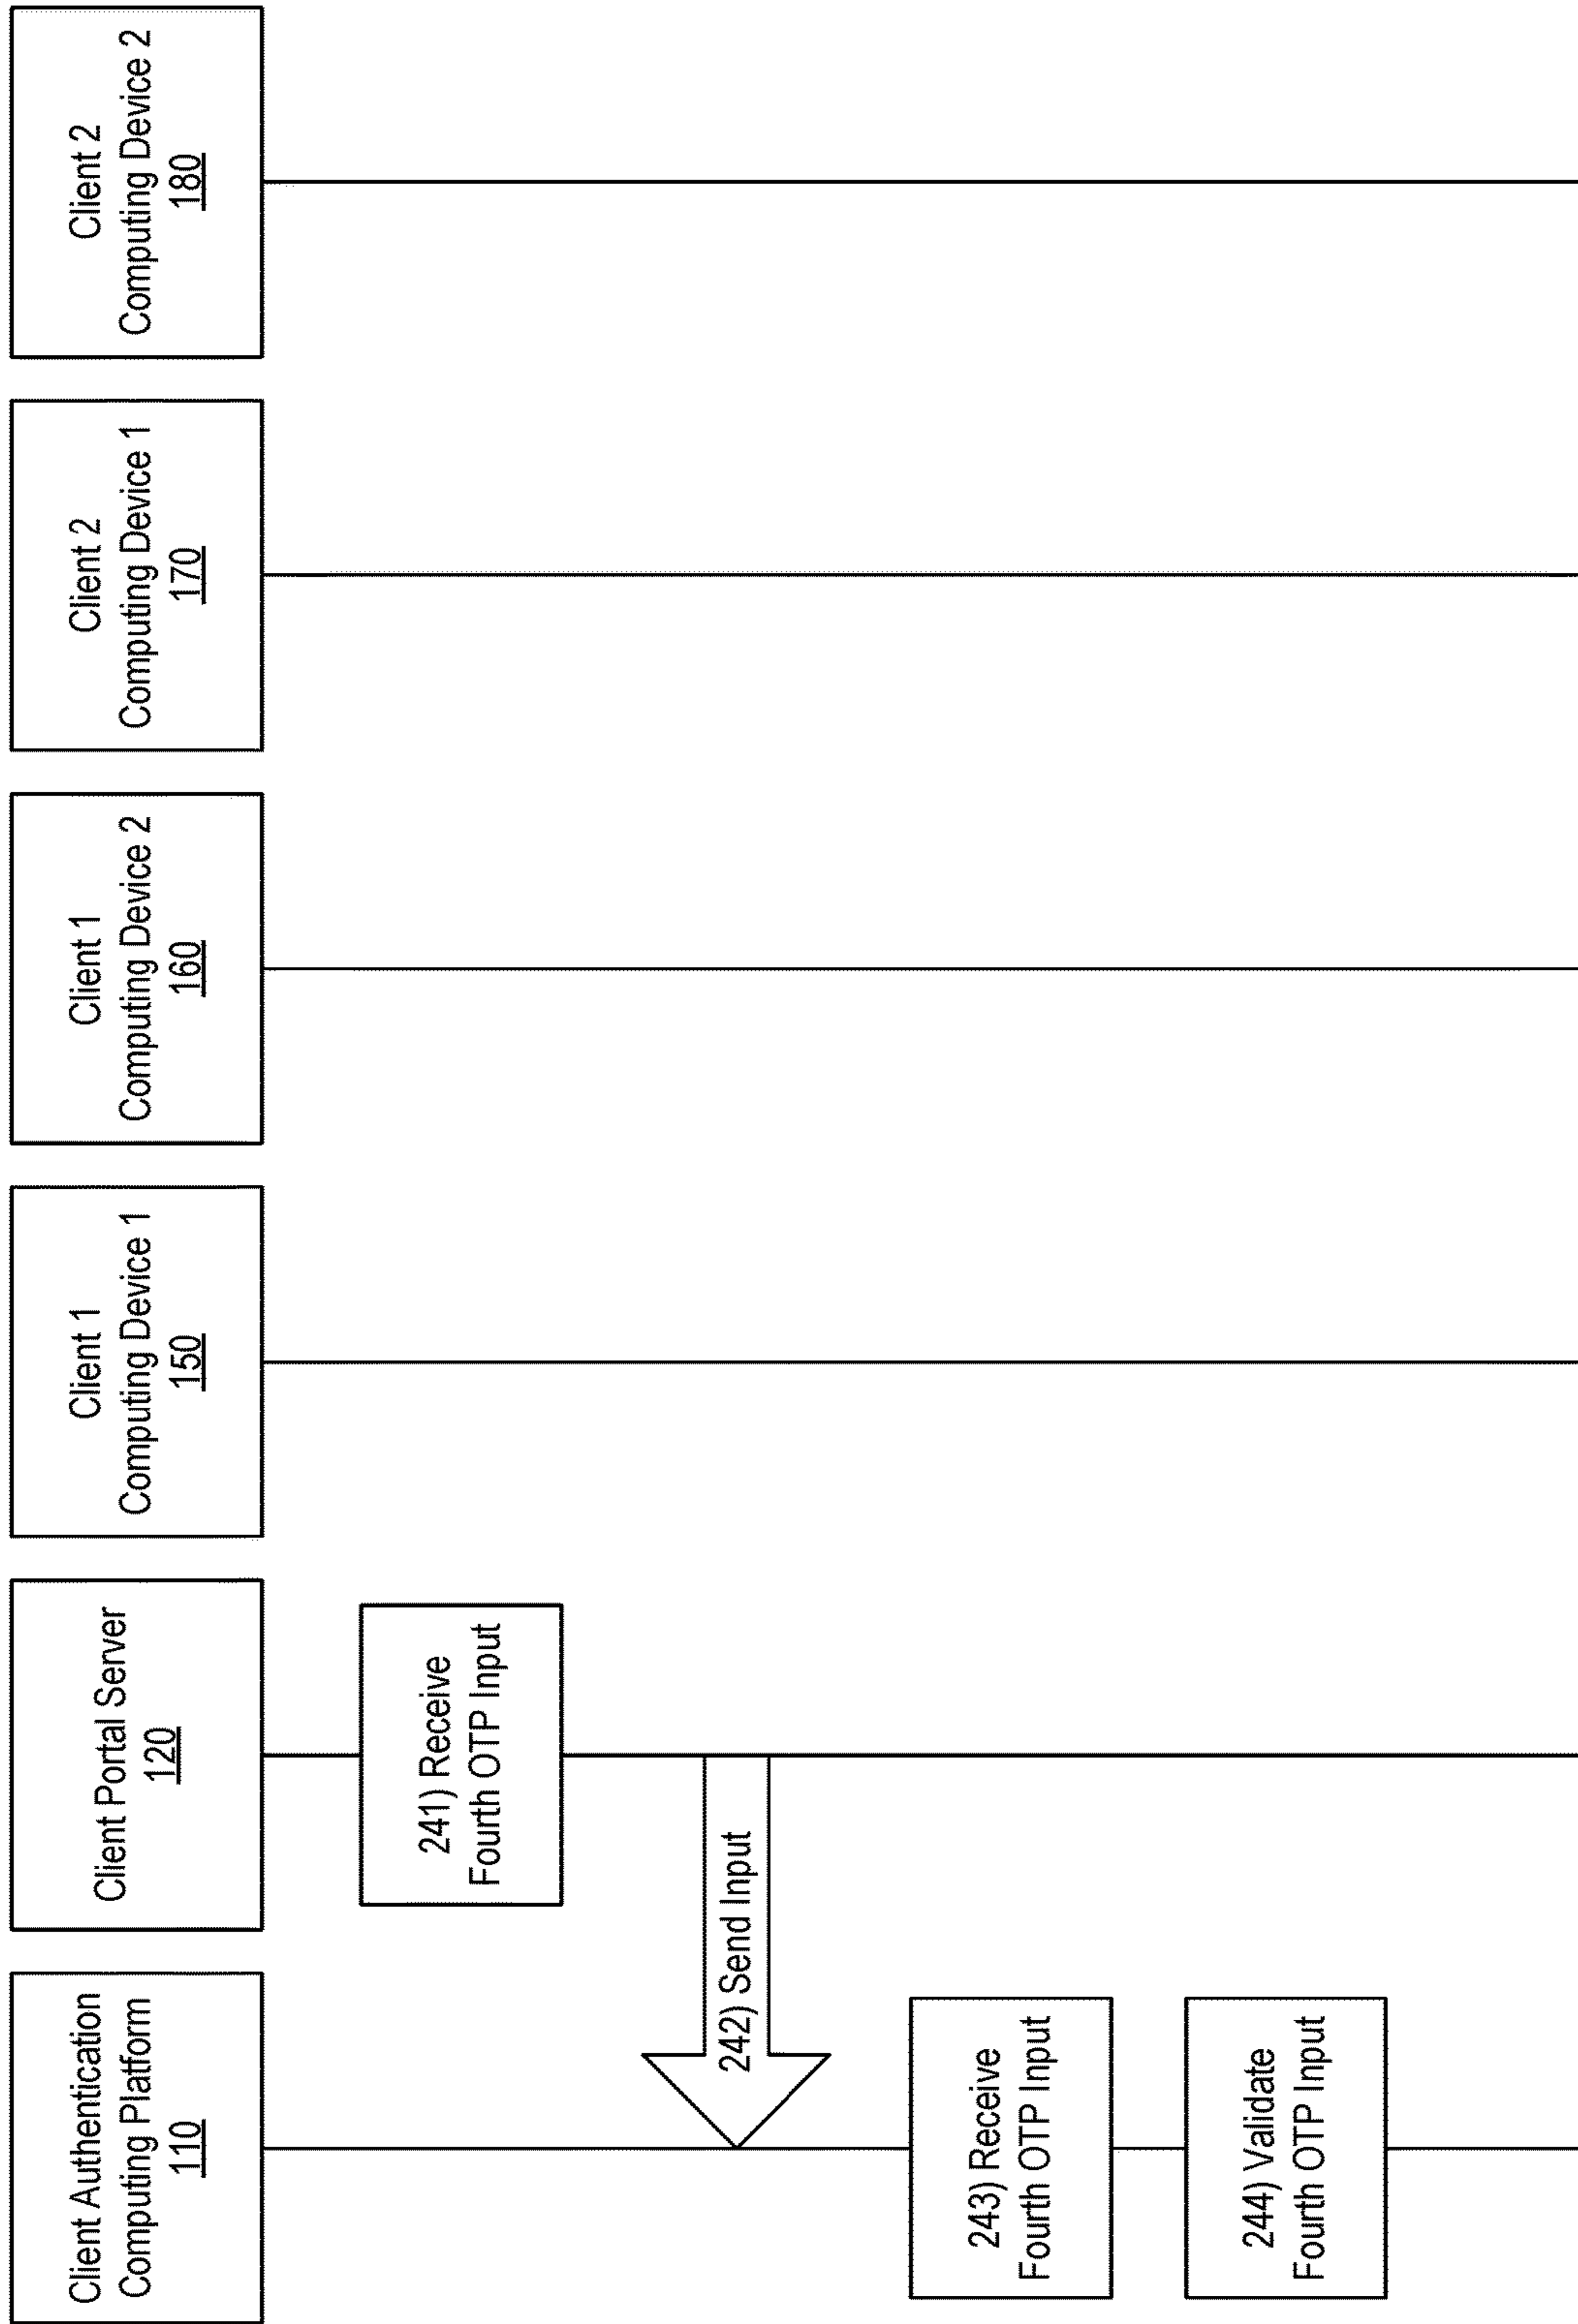 Client Authentication
Computing Platform
110
Client Portal Server
120
Client 1
Computing Device 1
150
Client 1
Computing Device 2
160
Client 2
Computing Device 1
170
Client 2
Computing Device 2
180
241) Receive
Fourth OTP Input
242) Send Input
243) Receive
Fourth OTP Input
244) Validate
Fourth OTP Input